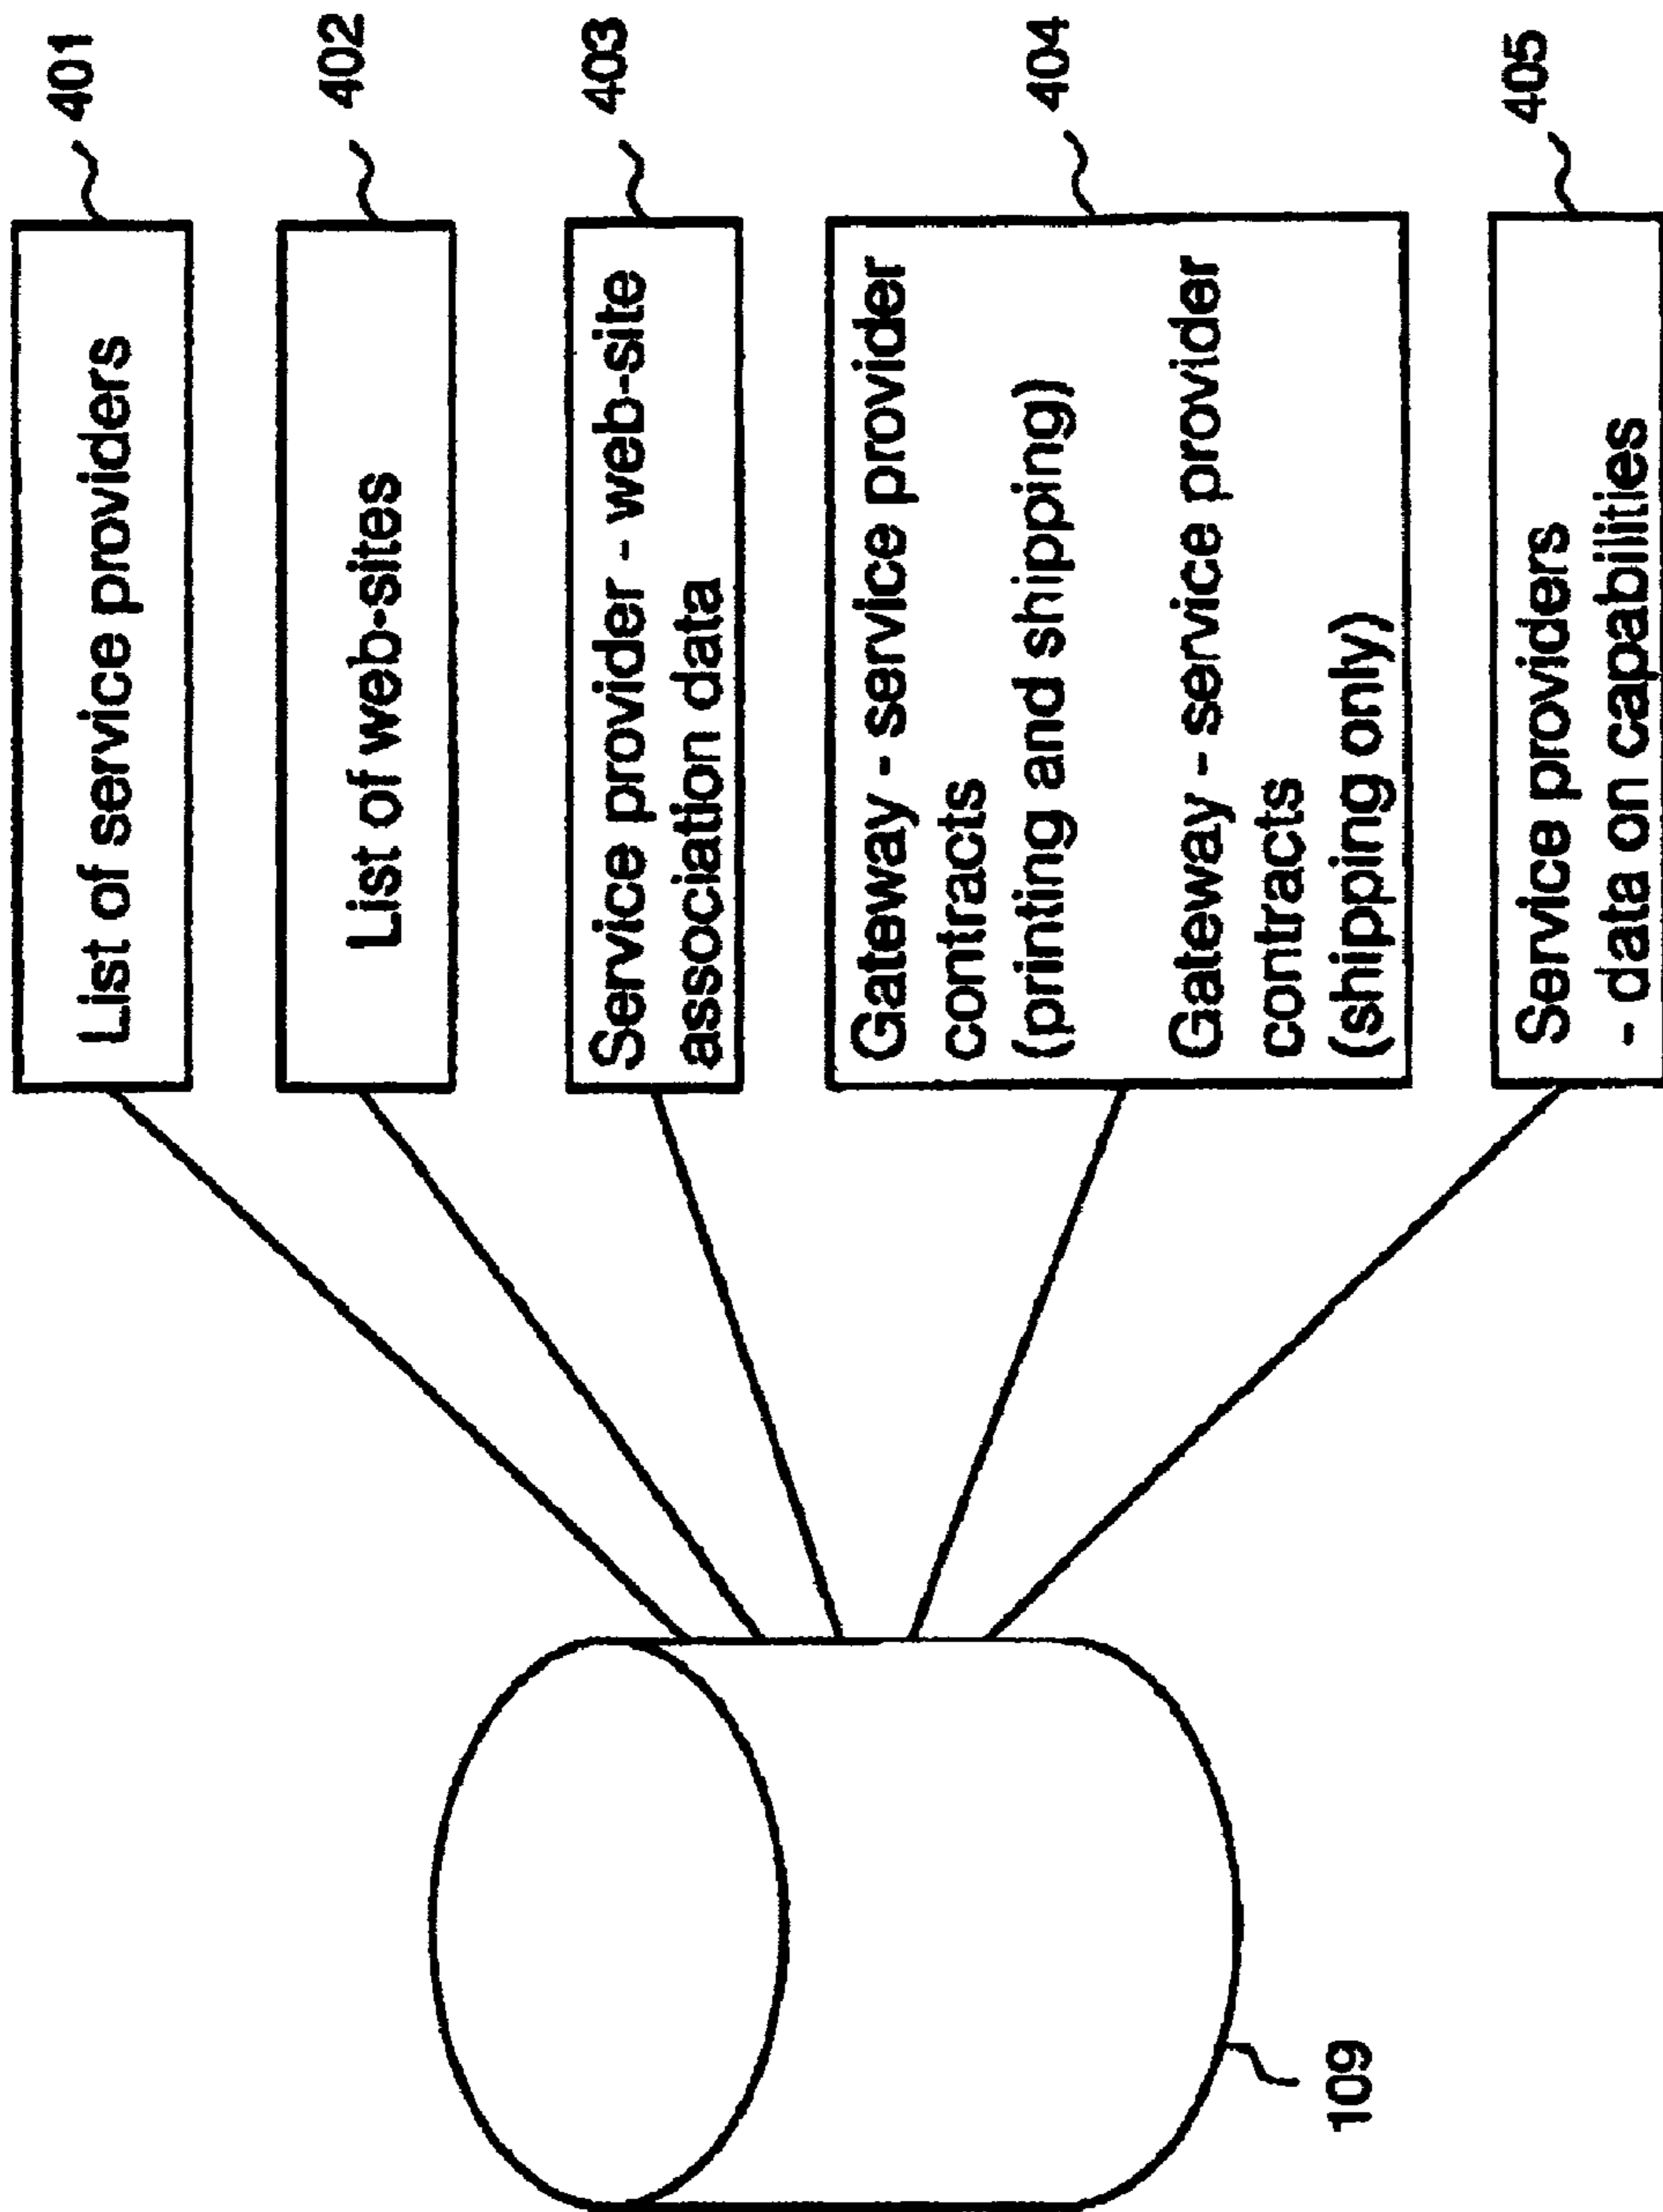 List of service providers
401
List of web-sites
402
Service provider - web-site
association data
403
Gateway - service provider
contracts
(printing and shipping)
Gateway - service provider
contracts
(shipping only)
404
Service providers
- data on capabilities
405
109